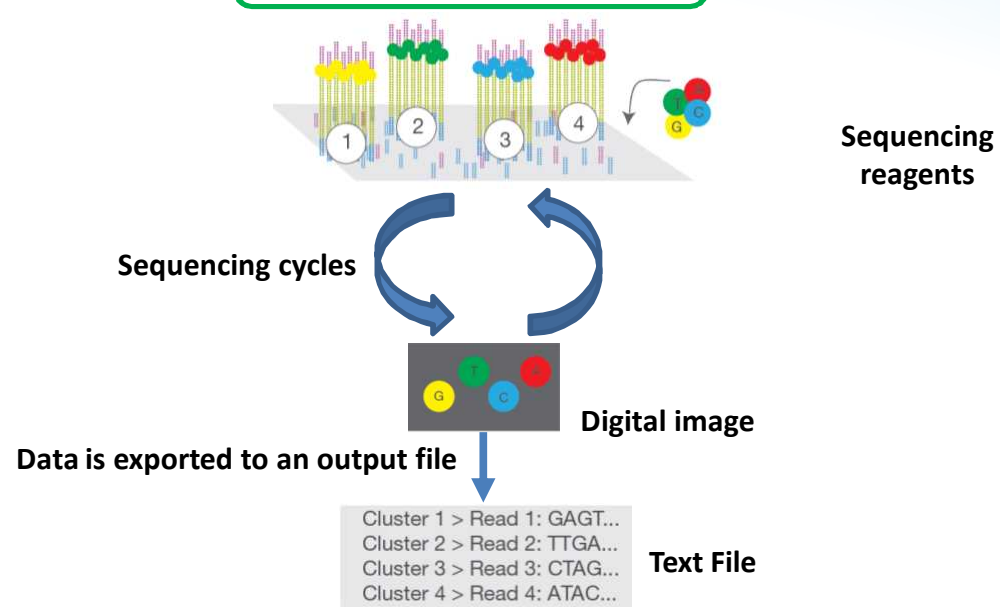 1
2
3
4
T
C
G
Sequencing
reagents
Sequencing cycles
T
A
G
C
Digital image
Data is exported to an output file
Cluster 1 > Read 1: GAGT...
Cluster 2 > Read 2: TTGA...
Cluster 3 > Read 3: CTAG...
Cluster 4 > Read 4: ATAC...
Text File